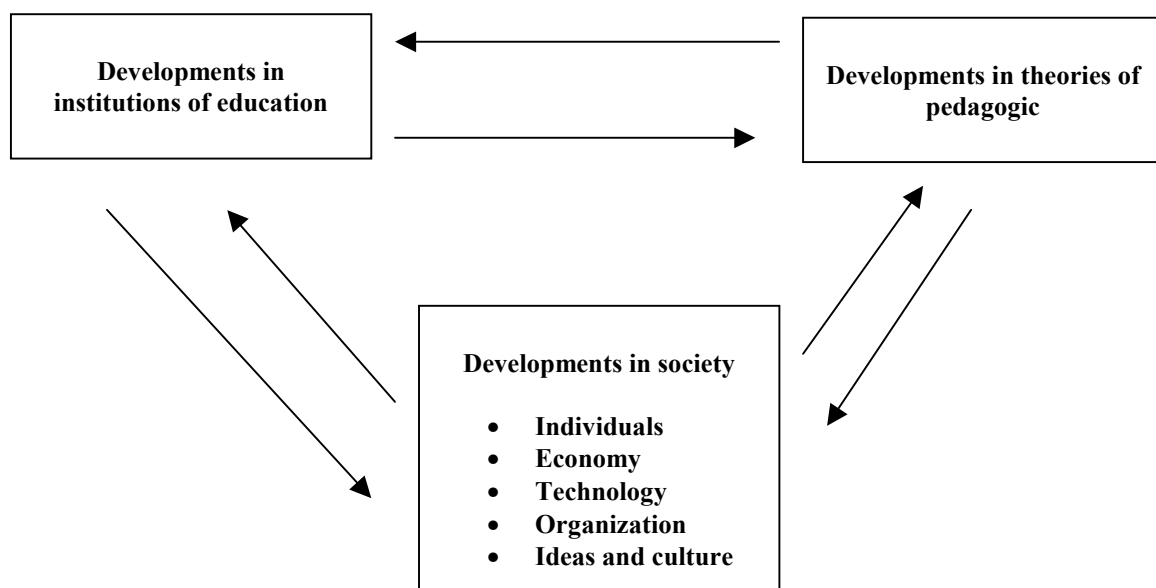 Developments in
institutions of education
Developments in theories of
pedagogic
Developments in society
• Individuals
• Economy
• Technology
• Organization
• Ideas and culture